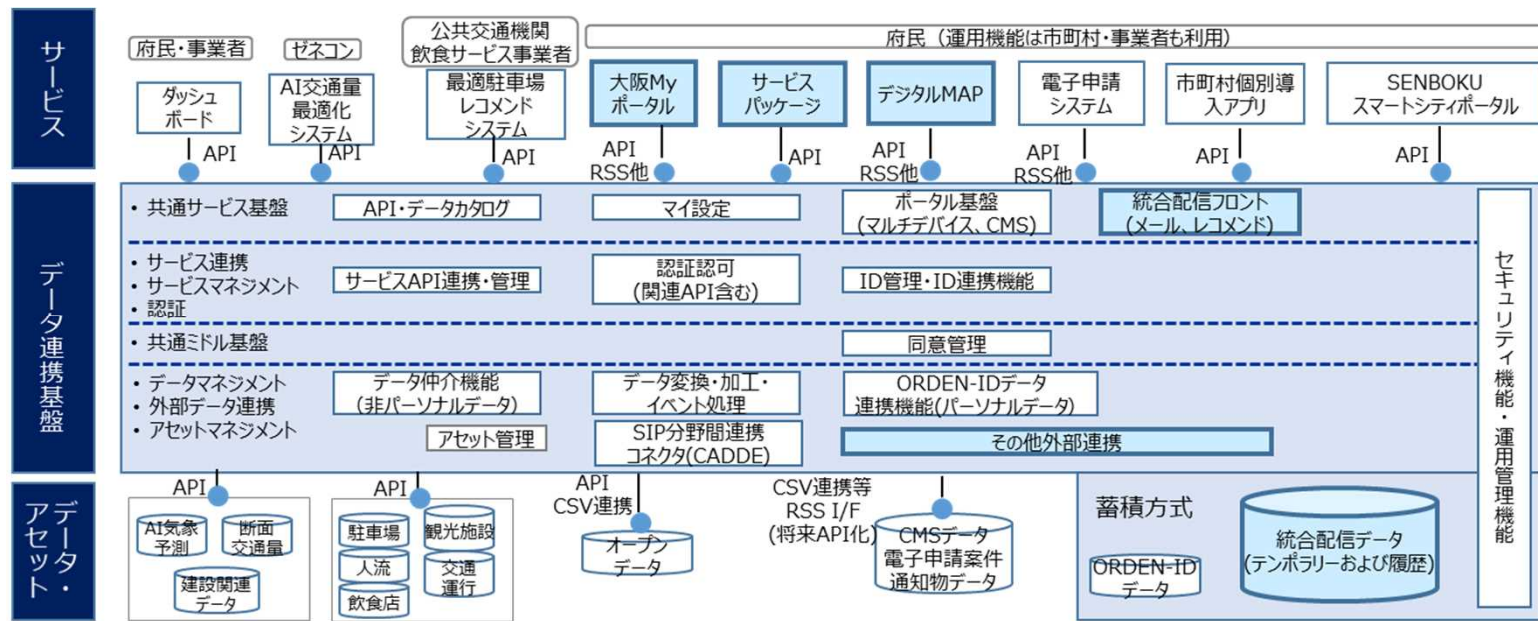 サービス
府民・事業者
ゼネコン
公共交通機関
飲食サービス事業者
府民（運用機能は市町村・事業者も利用）
ダッシュ
ボード
AI交通量
最適化
システム
最適駐車場
レコメンド
システム
大阪My
ポータル
サービス
パッケージ
デジタルMAP
電子申請
システム
市町村個別導
入アプリ
SENBOKU
スマートシティポータル
API
API
API
API
RSS他
API
API
RSS他
API
RSS他
API
API
データ連携基盤
• 共通サービス基盤
API・データカタログ
マイ設定
ポータル基盤
(マルチデバイス、CMS)
統合配信フロント
(メール、レコメンド)
• サービス連携
• サービスマネジメント
• 認証
サービスAPI連携・管理
認証認可
(関連API含む)
ID管理・ID連携機能
• 共通ミドル基盤
同意管理
• データマネジメント
• 外部データ連携
• アセットマネジメント
データ仲介機能
(非パーソナルデータ)
データ変換・加工・
イベント処理
ORDEN-IDデータ
連携機能(パーソナルデータ)
アセット管理
SIP分野間連携
コネクタ(CADDE)
その他外部連携
セキュリティ機能・運用管理機能
データ・
アセット
API
AI気象
予測
断面
交通量
建設関連
データ
API
駐車場
観光施設
人流
交通
運行
飲食店
API
CSV連携
オープン
データ
CSV連携等
RSS I/F
(将来API化)
CMSデータ
電子申請案件
通知物データ
蓄積方式
ORDEN-ID
データ
統合配信データ
(テンポラリーおよび履歴)